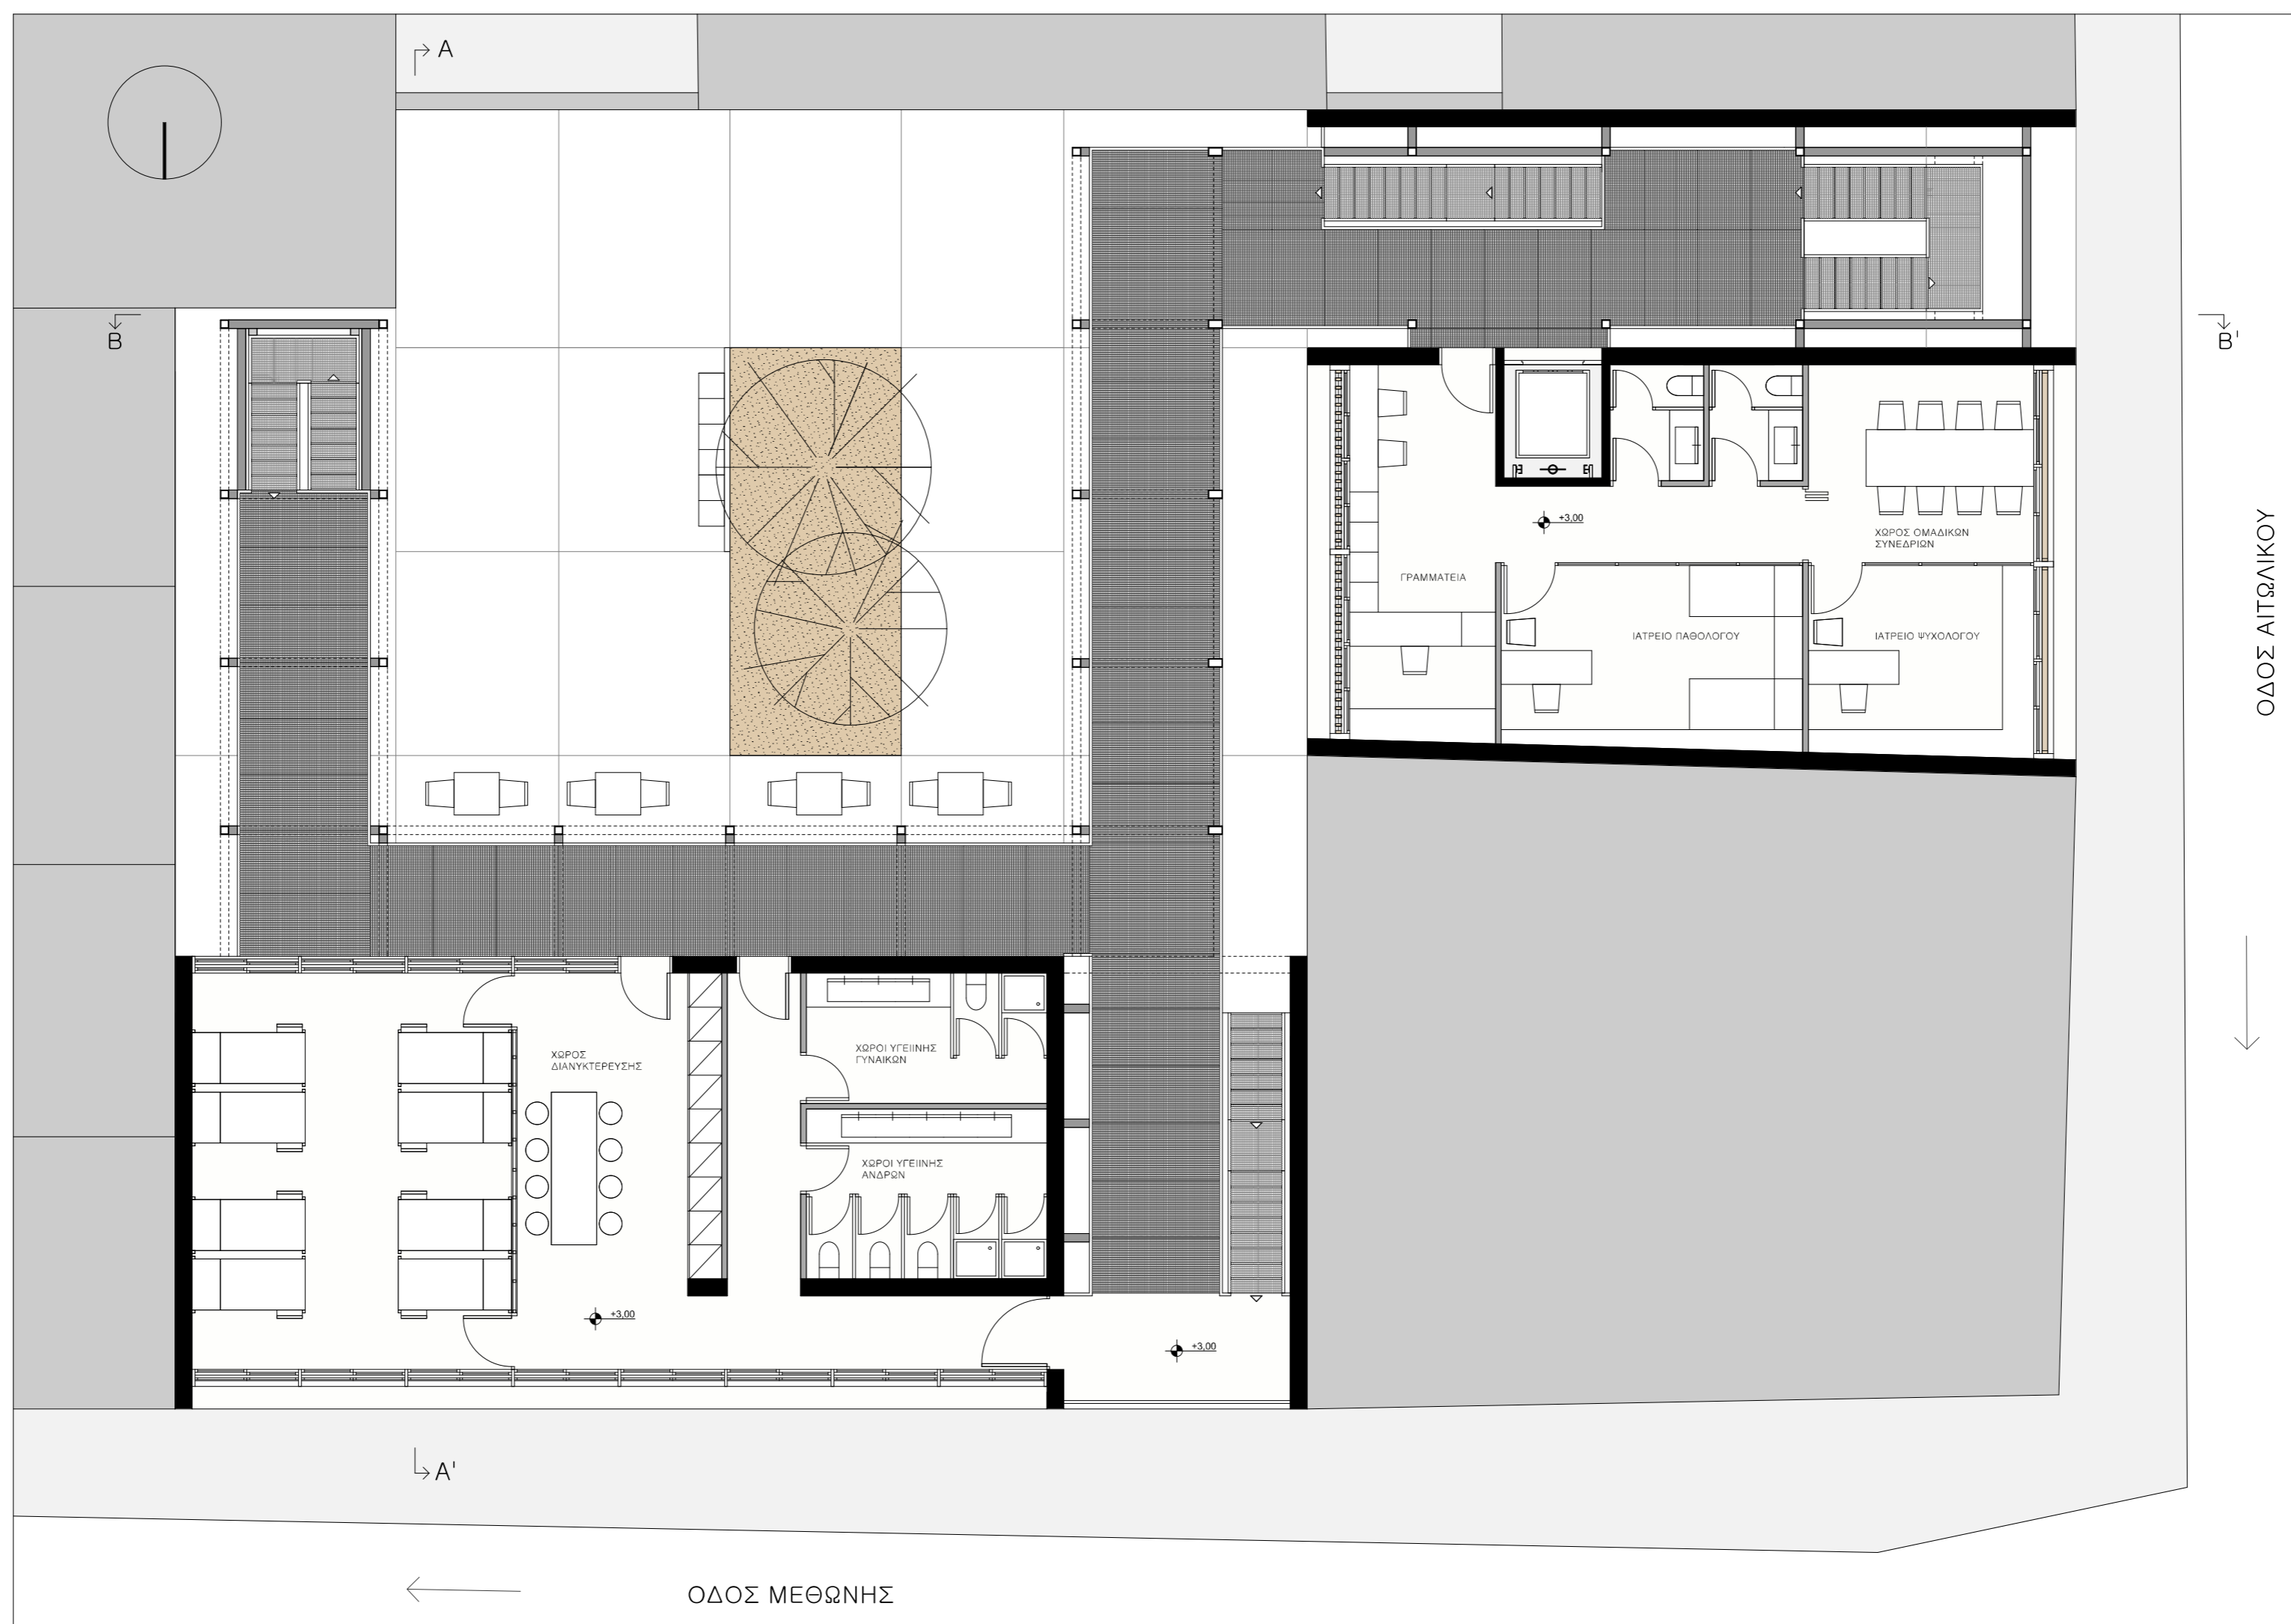 A
B
B'
+3,00
ΧΩΡΟΣ ΟΜΑΔΙΚΩΝ
ΣΥΝΕΔΡΙΩΝ
ΓΡΑΜΜΑΤΕΙΑ
ΙΑΤΡΕΙΟ ΠΑΘΟΛΟΓΟΥ
ΙΑΤΡΕΙΟ ΨΥΧΟΛΟΓΟΥ
ΟΔΟΣ ΑΙΤΩΛΙΚΟΥ
ΧΩΡΟΣ
ΔΙΑΝΥΚΤΕΡΕΥΣΗΣ
ΧΩΡΟΙ ΥΓΕΙΙΝΗΣ
ΓΥΝΑΙΚΩΝ
ΧΩΡΟΙ ΥΓΕΙΙΝΗΣ
ΑΝΔΡΩΝ
+3,00
+3,00
A'
ΟΔΟΣ ΜΕΘΩΝΗΣ